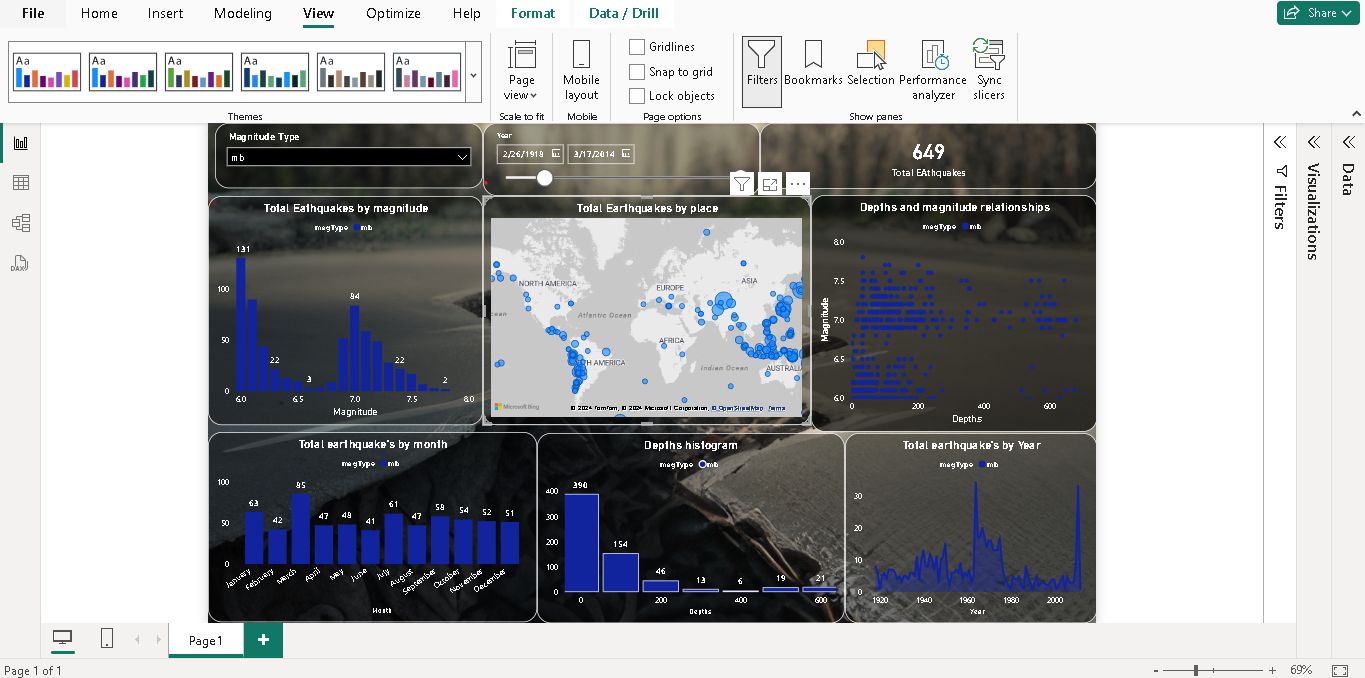 File Home Insert Modeling View Optimize Help Format Data / Drill Share
Aa Aa Aa Aa Aa Aa
Page view
Mobile layout
Gridlines
Snap to grid
Lock objects
Filters
Bookmarks
Selection
Performance analyzer
Sync slicers
Themes Scale to fit Mobile Page options Show panes
Magnitude Type
mb
Year
2/26/1918 3/17/2014
649
Total EAthquakes
Total Eathquakes by magnitude
magType mb
131
84
22
3
22
2
100
50
0
6.0 6.5 7.0 7.5 8.0
Magnitude
Total Earthquakes by place
NORTH AMERICA
EUROPE
ASIA
Atlantic Ocean
AFRICA
TH AMERICA
Indian Ocean
AUSTRALI
cean
Microsoft Bing
© 2024 TomTom, © 2024 Microsoft Corporation, © OpenStreetMap Terms
Depths and magnitude relationships
magType mb
8.0
7.5
7.0
6.5
6.0
Magnitude
0 200 400 600
Depths
Total earthquake's by month
magType mb
100
50
0
63 42 85 47 48 41 61 47 58 54 52 51
January February March April May June July August September October November December
Month
Depths histogram
magType mb
400
300
200
100
0
390 154 46 13 6 19 21
0 200 400 600
Depths
Total earthquake's by Year
magType mb
30
20
10
0
1920 1940 1960 1980 2000
Year
Filters
Visualizations
Data
Page 1
Page 1 of 1
- + 69%